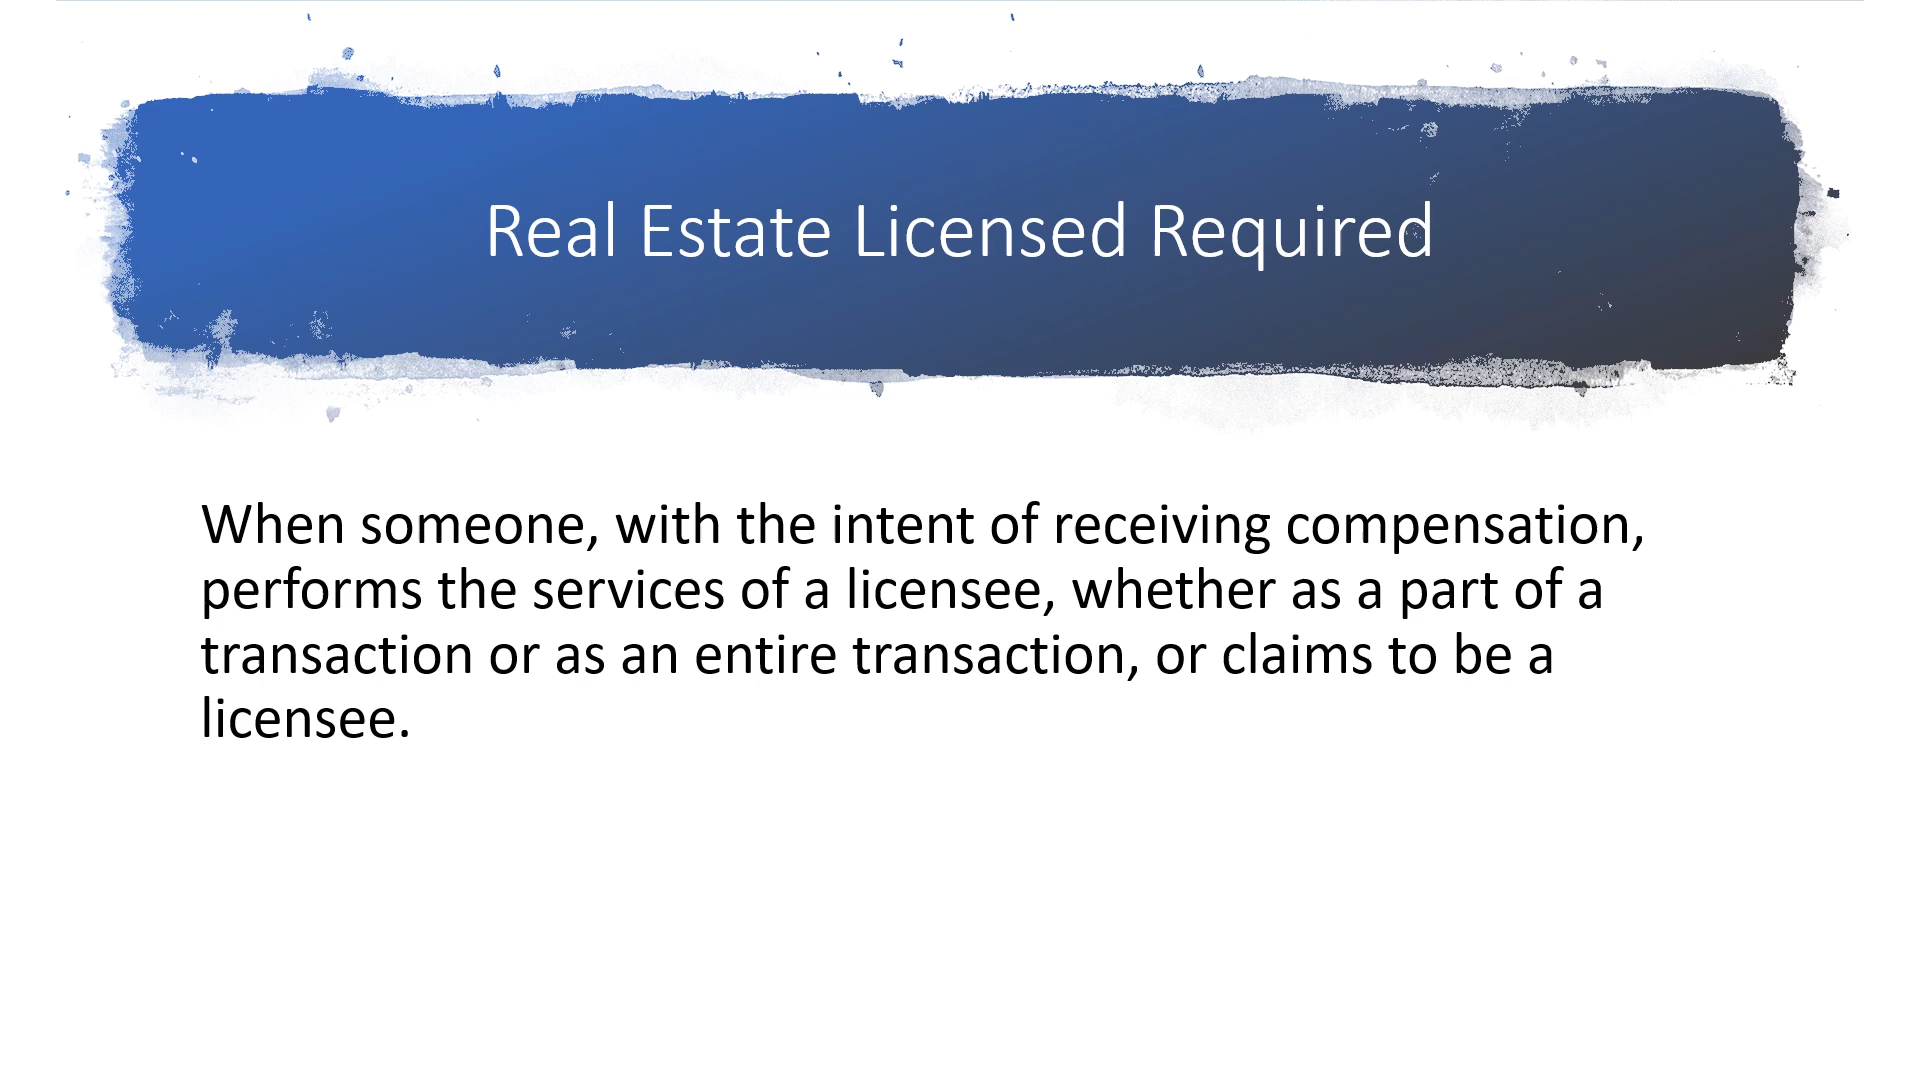 Real Estate Licensed Required
When someone, with the intent of receiving compensation,
performs the services of a licensee, whether as a part of a
transaction or as an entire transaction, or claims to be a
licensee.